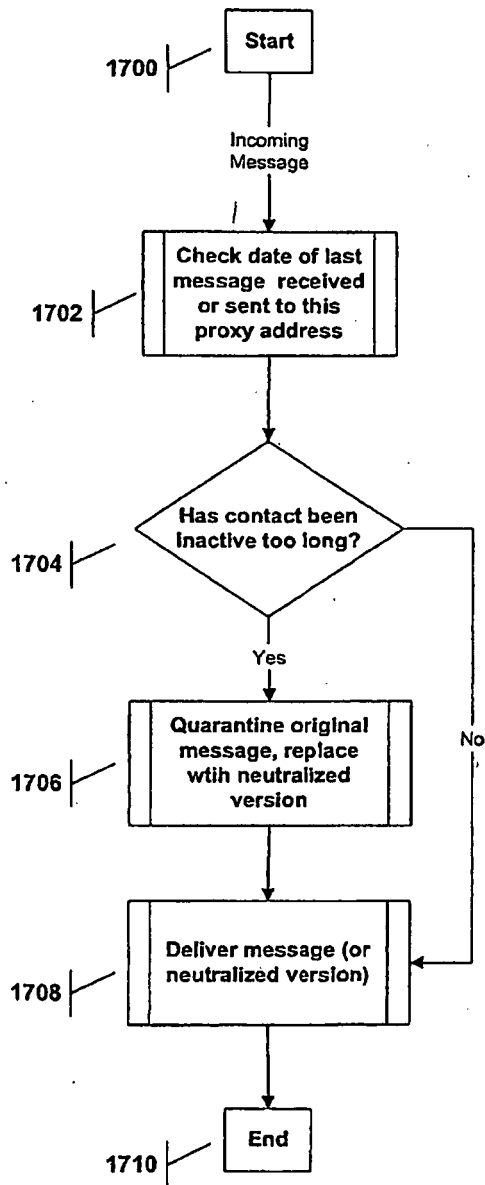 Start
1700
Incoming
Message
Check date of last
message received
or sent to this
proxy address
1702
Has contact been
inactive too long?
1704
Yes
No
Quarantine original
message, replace
wtih neutralized
version
1706
Deliver message (or
neutralized version)
1708
End
1710